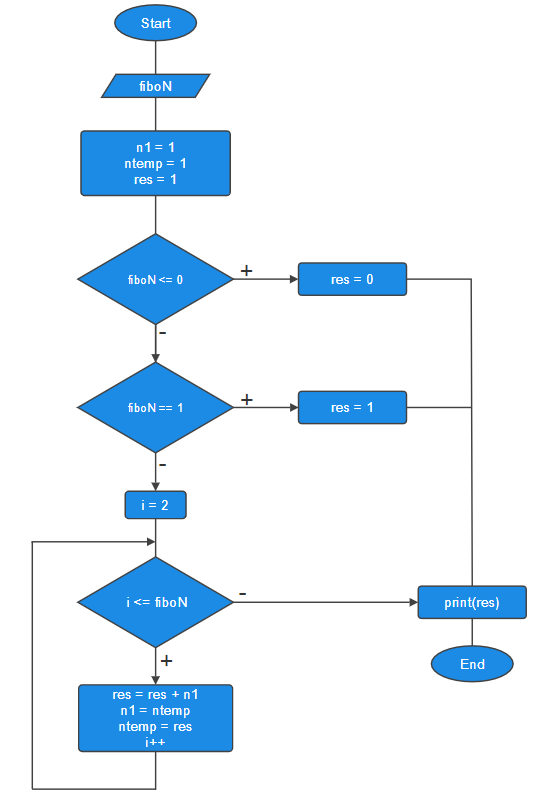 Start
fiboN
n1 = 1
ntemp = 1
res = 1
fiboN <= 0
+
res = 0
-
fiboN == 1
+
res = 1
-
i = 2
i <= fiboN
-
print(res)
+
End
res = res + n1
n1 = ntemp
ntemp = res
i++